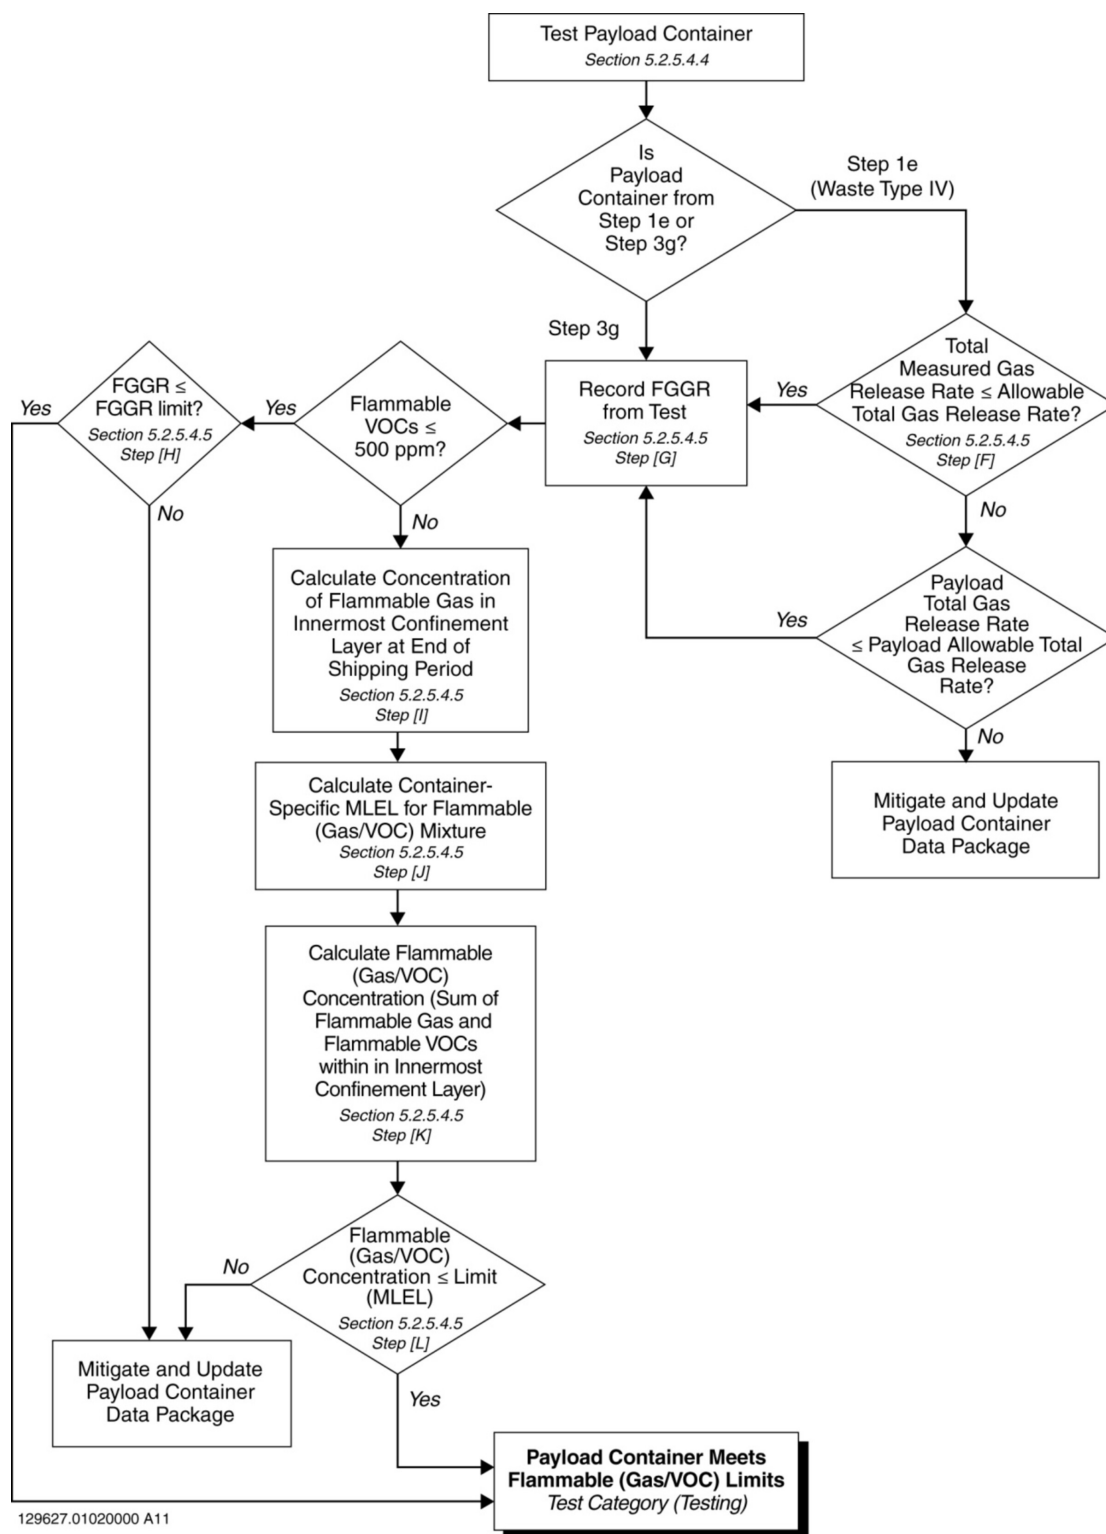 Test Payload Container
Section 5.2.5.4.4
Is
Payload
Container from
Step 1e or
Step 3g?
Step 1e
(Waste Type IV)
Step 3g
Total
Measured Gas
Release Rate ≤ Allowable
Total Gas Release Rate?
Section 5.2.5.4.5
Step [F]
Yes
No
Record FGGR
from Test
Section 5.2.5.4.5
Step [G]
Payload
Total Gas
Release Rate
≤ Payload Allowable Total
Gas Release
Rate?
Yes
No
Mitigate and Update
Payload Container
Data Package
Flammable
VOCs ≤
500 ppm?
Yes
No
FGGR ≤
FGGR limit?
Section 5.2.5.4.5
Step [H]
Yes
No
Calculate Concentration
of Flammable Gas in
Innermost Confinement
Layer at End of
Shipping Period
Section 5.2.5.4.5
Step [I]
Calculate Container-
Specific MLEL for Flammable
(Gas/VOC) Mixture
Section 5.2.5.4.5
Step [J]
Calculate Flammable
(Gas/VOC)
Concentration (Sum of
Flammable Gas and
Flammable VOCs
within in Innermost
Confinement Layer)
Section 5.2.5.4.5
Step [K]
Flammable
(Gas/VOC)
Concentration ≤ Limit
(MLEL)
Section 5.2.5.4.5
Step [L]
No
Yes
Mitigate and Update
Payload Container
Data Package
Payload Container Meets
Flammable (Gas/VOC) Limits
Test Category (Testing)
129627.01020000 A11